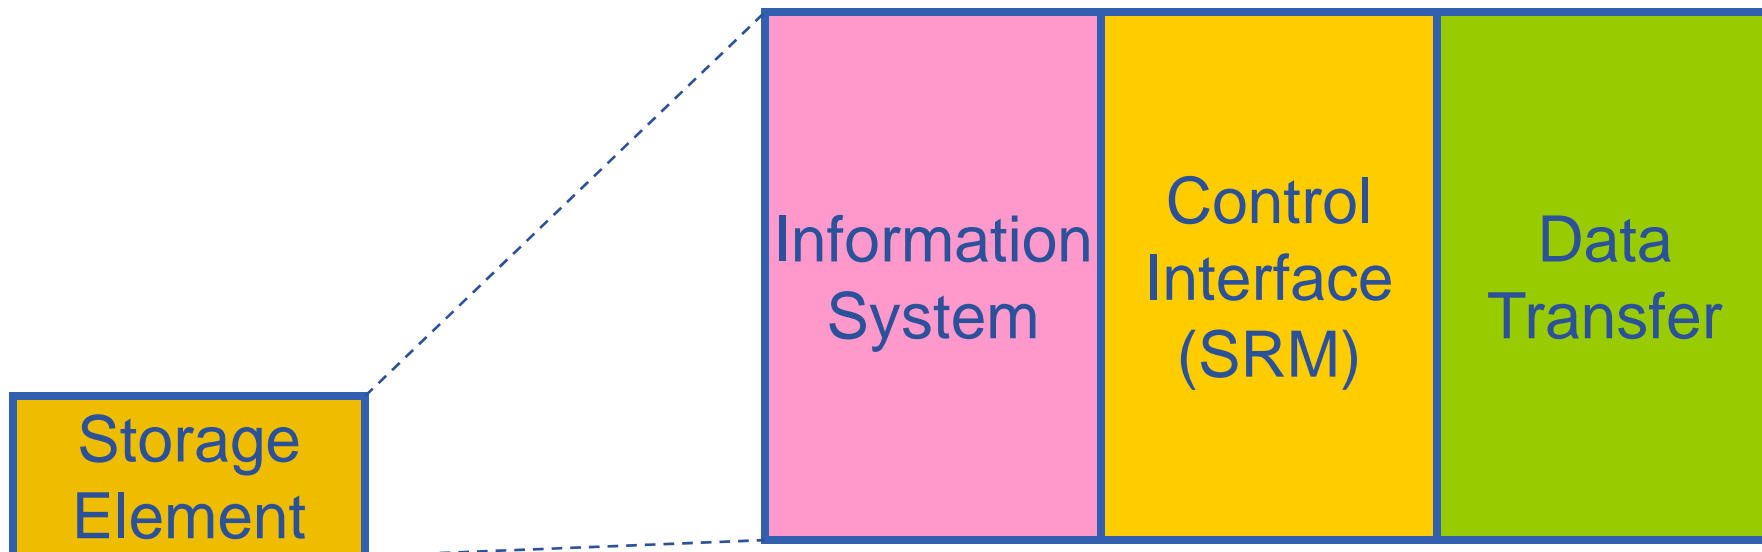 Information
System
Control
Interface
(SRM)
Data
Transfer
Storage
Element